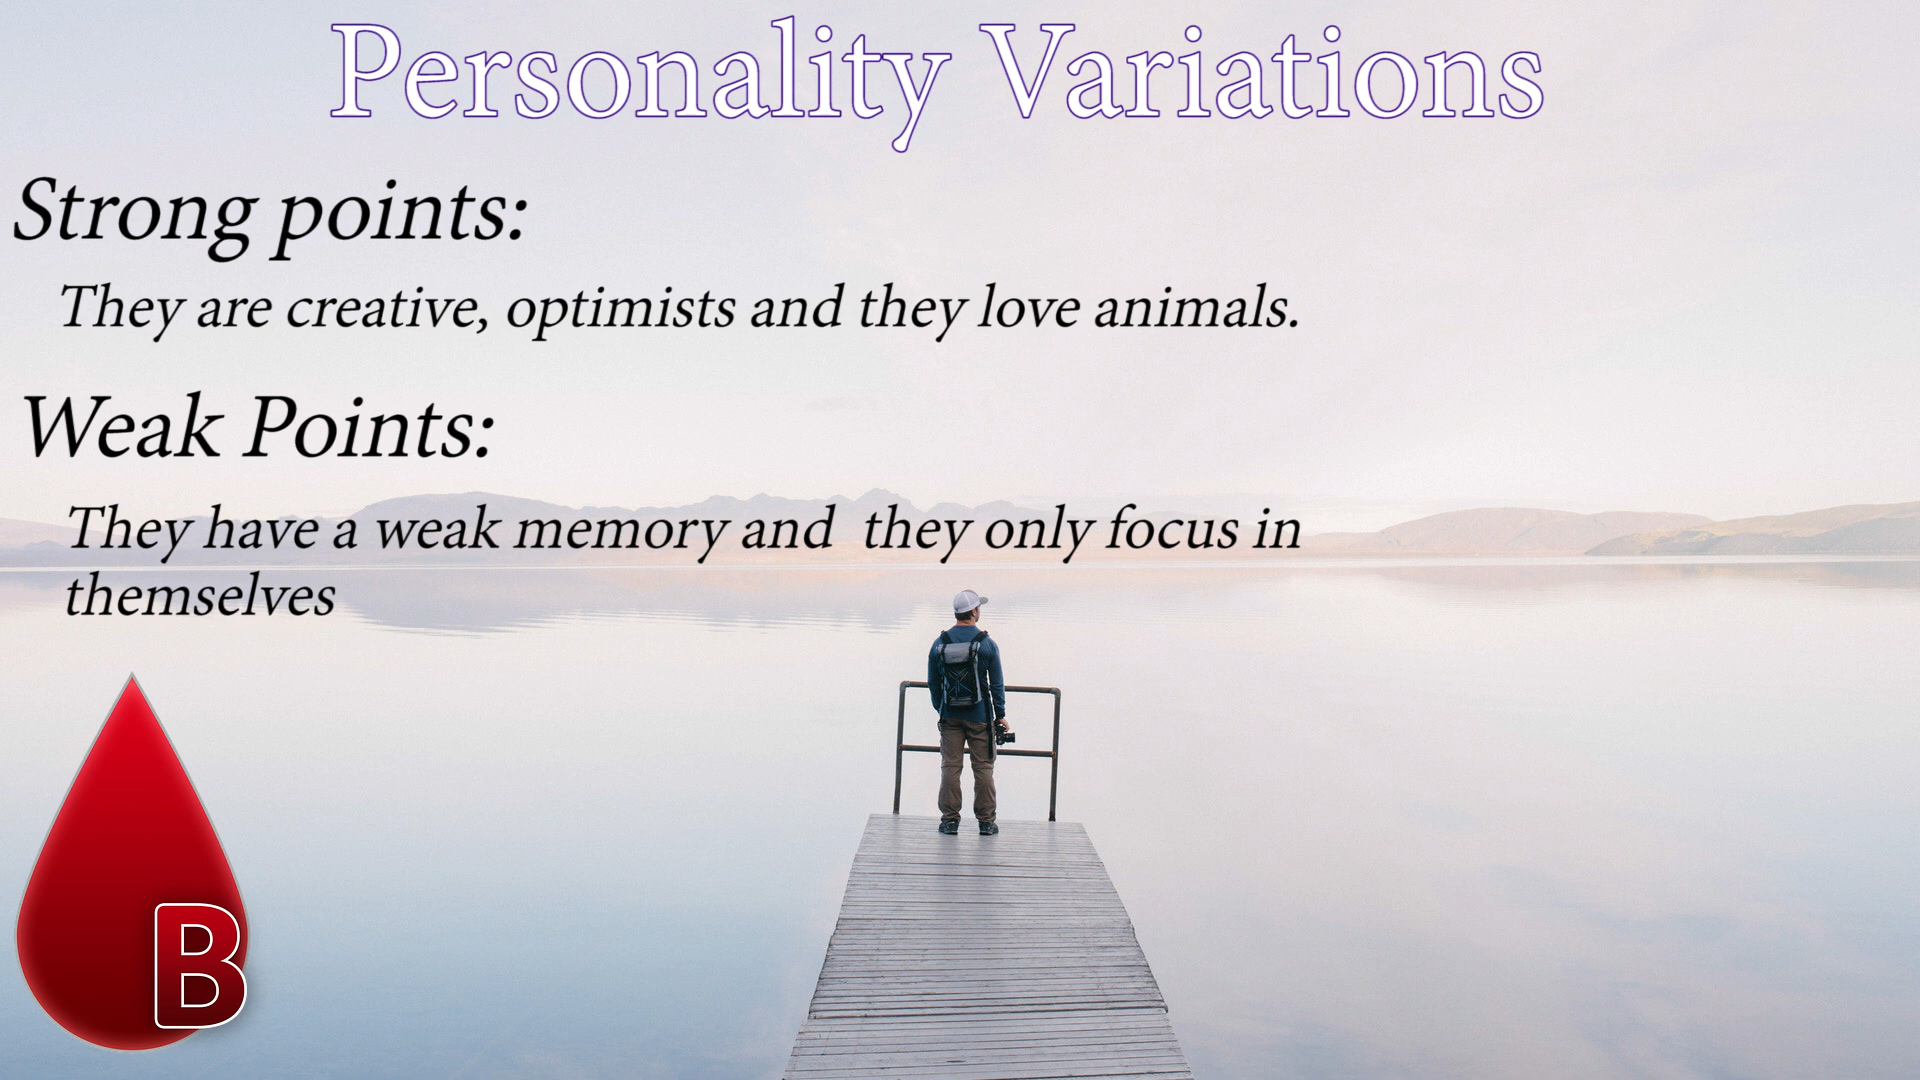 Personality Variations
Strong points:
They are creative, optimists and they love animals.
Weak Points:
They have a weak memory and  they only focus in
themselves
B